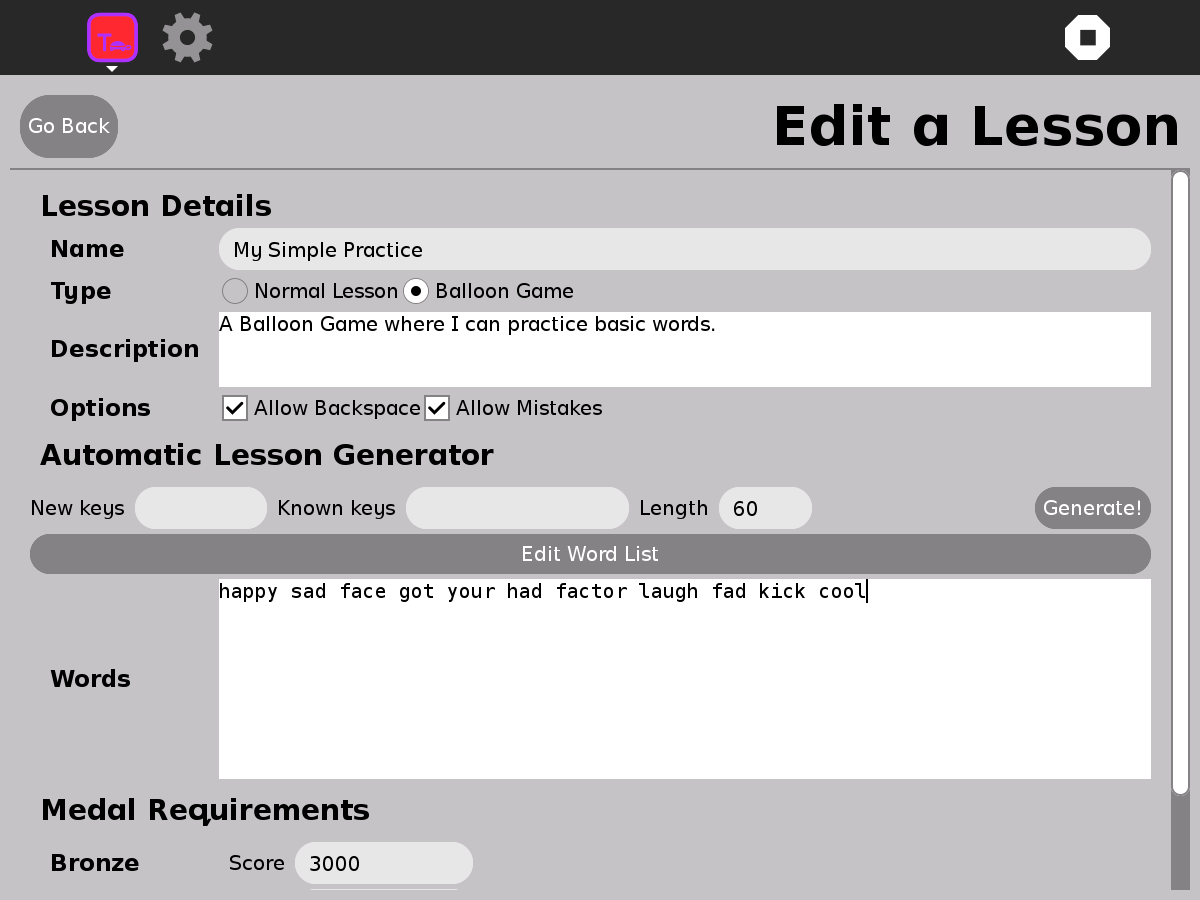 Go Back
Edit a Lesson
Lesson Details
Name My Simple Practice
Type Normal Lesson Balloon Game
Description A Balloon Game where I can practice basic words.
Options Allow Backspace Allow Mistakes
Automatic Lesson Generator
New keys Known keys Length 60 Generate!
Edit Word List
Words happy sad face got your had factor laugh fad kick cool
Medal Requirements
Bronze Score 3000